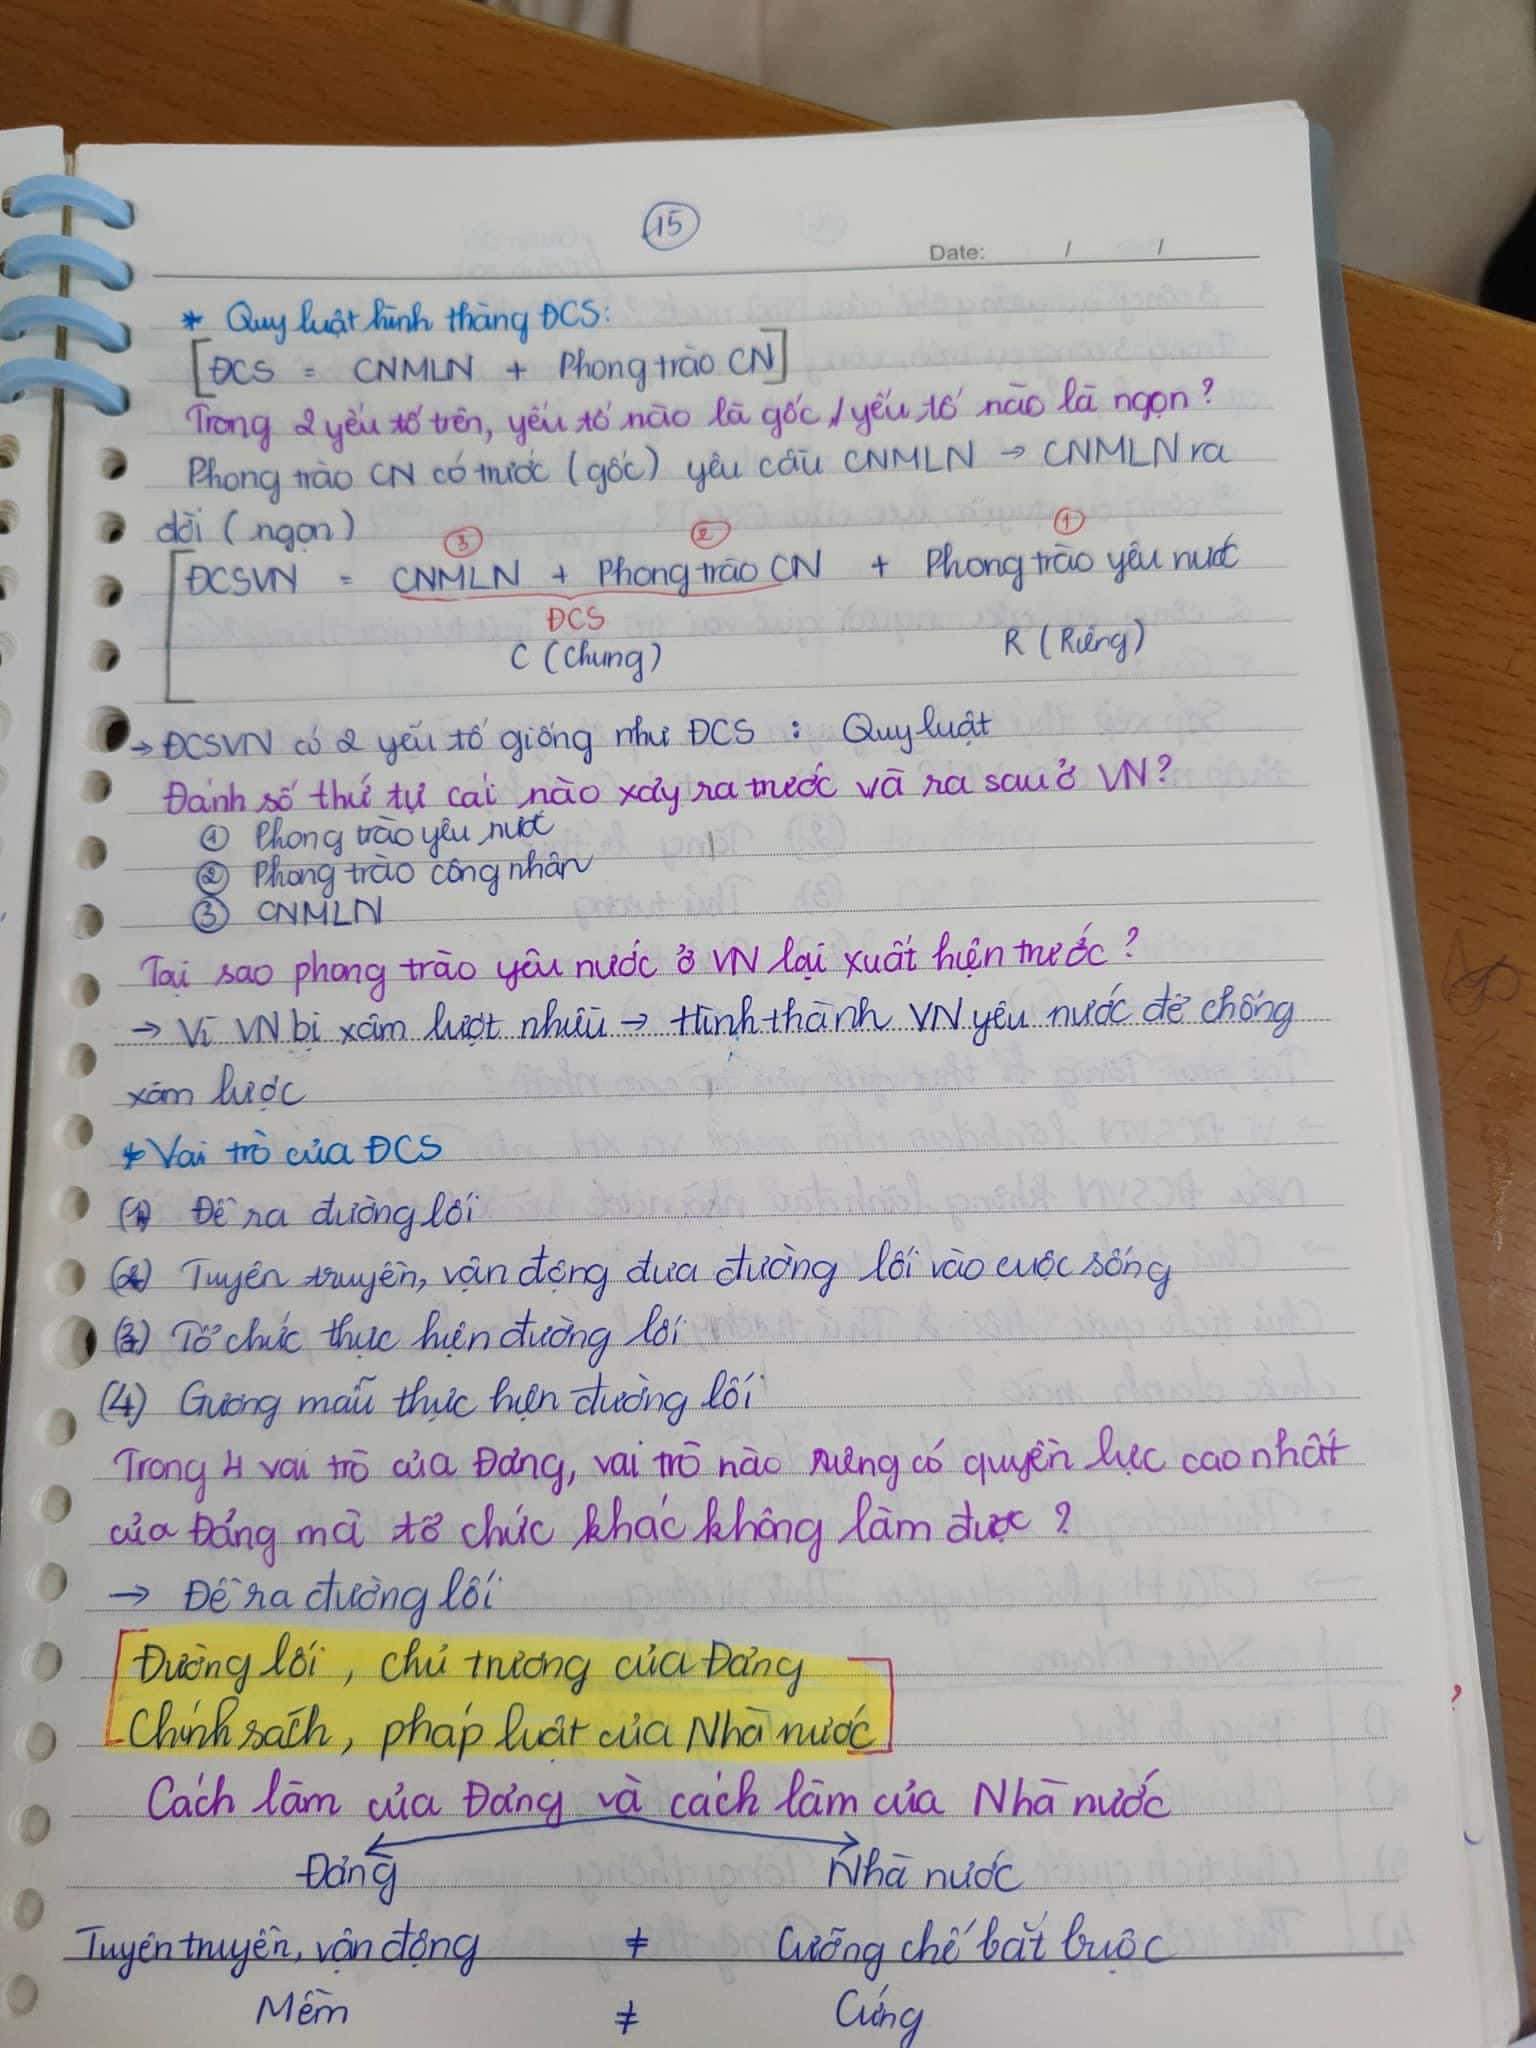 15
Date: / /
* Quy luật hình thàng ĐCS:
[ĐCS = CNMLN + Phong trào CN]
Trong 2 yếu tố trên, yếu tố nào là gốc, yếu tố nào là ngọn?
Phong trào CN có trước (gốc) yêu cầu CNMLN → CNMLN ra
đời (ngọn)
③ ② ①
ĐCSVN = CNMLN + Phong trào CN + Phong trào yêu nước
ĐCS
C (Chung) R (Riêng)
→ ĐCSVN có 2 yếu tố giống như ĐCS : Quy luật
Đánh số thứ tự cái nào xảy ra trước và ra sau ở VN?
① Phong trào yêu nước
② Phong trào công nhân
③ CNMLN
Tại sao phong trào yêu nước ở VN lại xuất hiện trước?
→ Vì VN bị xâm lượt nhiều → Hình thành VN yêu nước để chống
xâm lược
* Vai trò của ĐCS
(1) Đề ra đường lối
(2) Tuyên truyền, vận động đưa đường lối vào cuộc sống
(3) Tổ chức thực hiện đường lối
(4) Gương mẫu thực hiện đường lối
Trong 4 vai trò của Đảng, vai trò nào riêng có quyền lực cao nhất
của Đảng mà tổ chức khác không làm được?
→ Đề ra đường lối
Đường lối, chủ trương của Đảng
Chính sách, pháp luật của Nhà nước
Cách làm của Đảng và cách làm của Nhà nước
Đảng Nhà nước
Tuyên truyền, vận động ≠ Cưỡng chế bắt buộc
Mềm ≠ Cứng